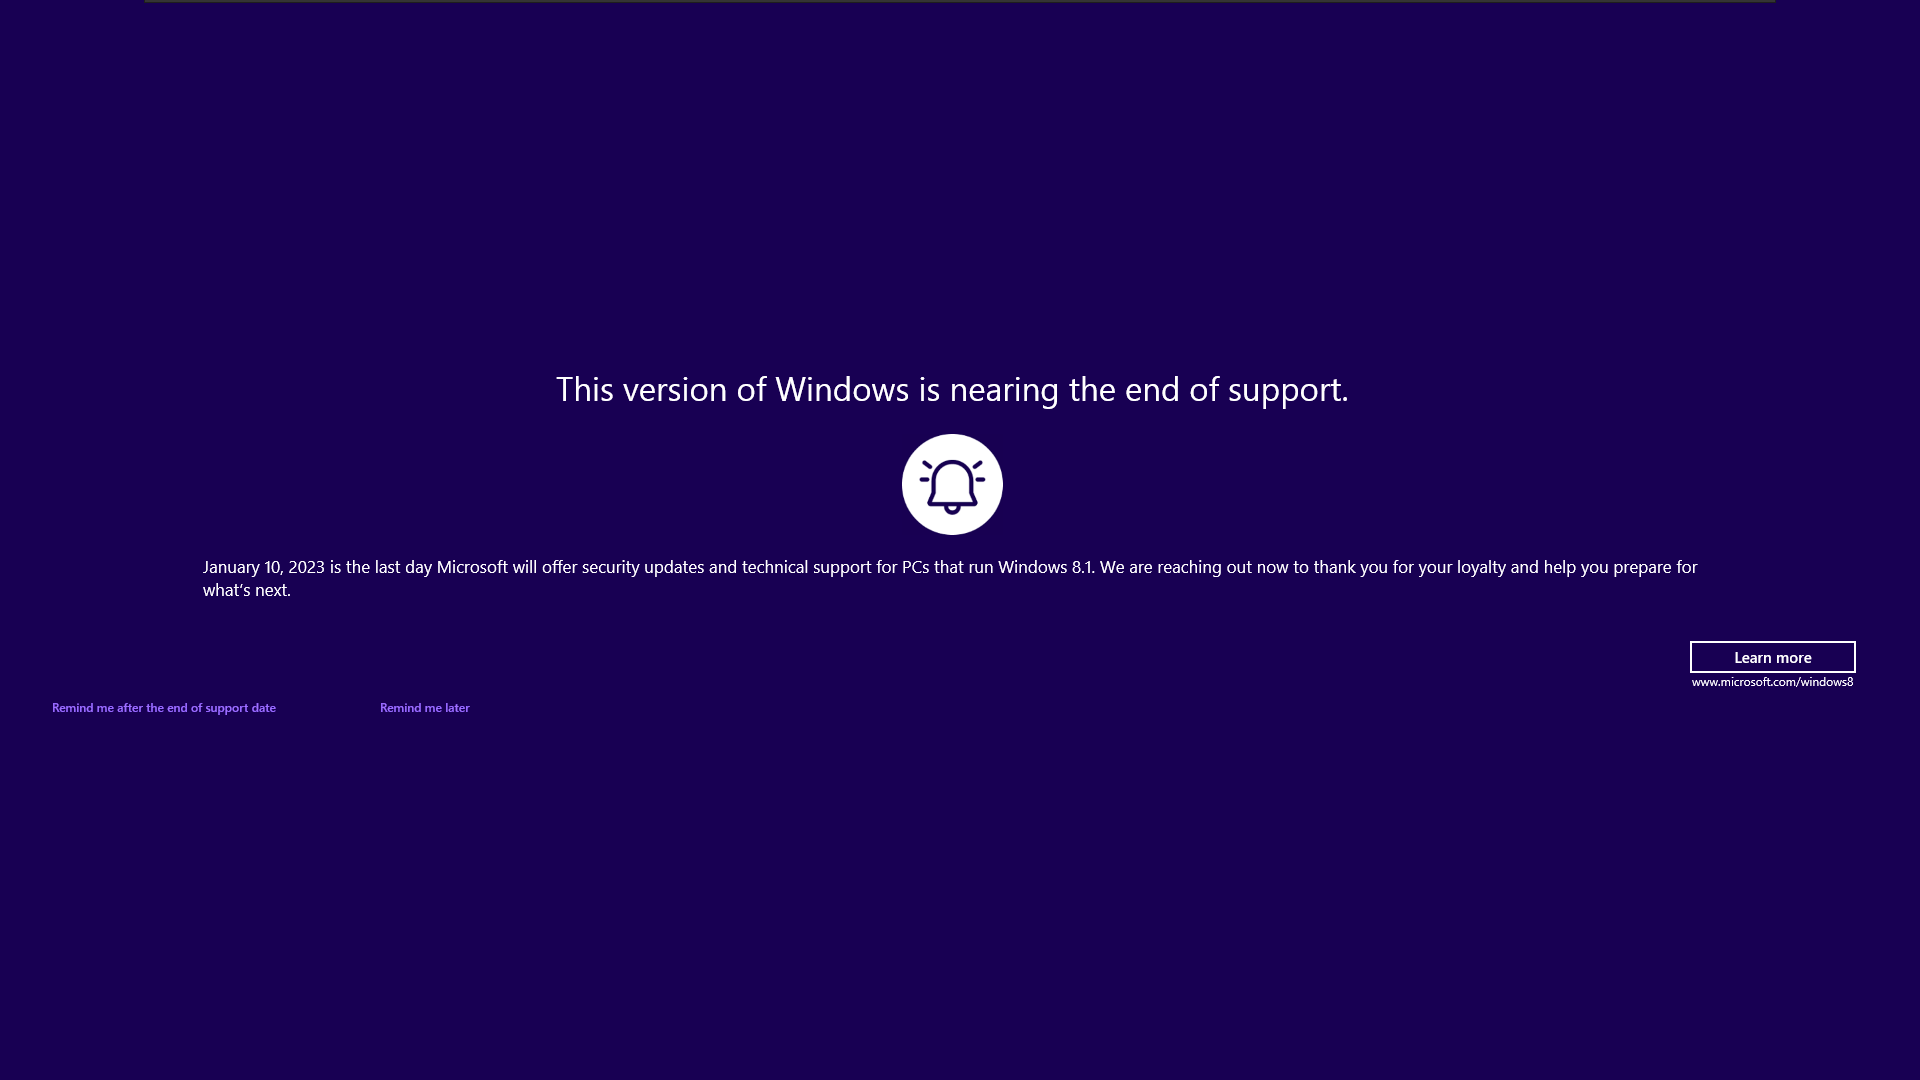 This version of Windows is nearing the end of support.
January 10, 2023 is the last day Microsoft will offer security updates and technical support for PCs that run Windows 8.1. We are reaching out now to thank you for your loyalty and help you prepare for
what’s next.
Learn more
www.microsoft.com/windows8
Remind me after the end of support date
Remind me later